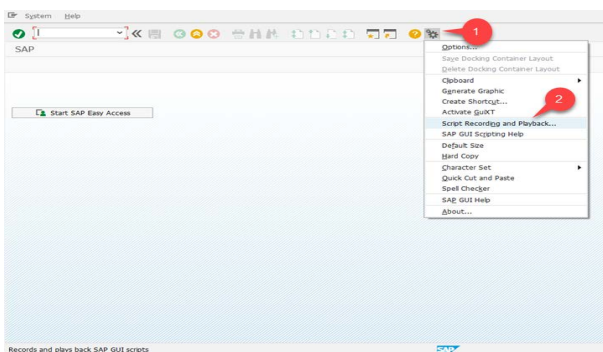 System Help
1
SAP
Options...
Save Docking Container Layout
Delete Docking Container Layout
Clipboard
Generate Graphic
Create Shortcut...
2
Activate GuiXT
Start SAP Easy Access
Script Recording and Playback...
SAP GUI Scripting Help
Default Size
Hard Copy
Character Set
Quick Cut and Paste
Spell Checker
SAP GUI Help
About...
Records and plays back SAP GUI scripts
SAP